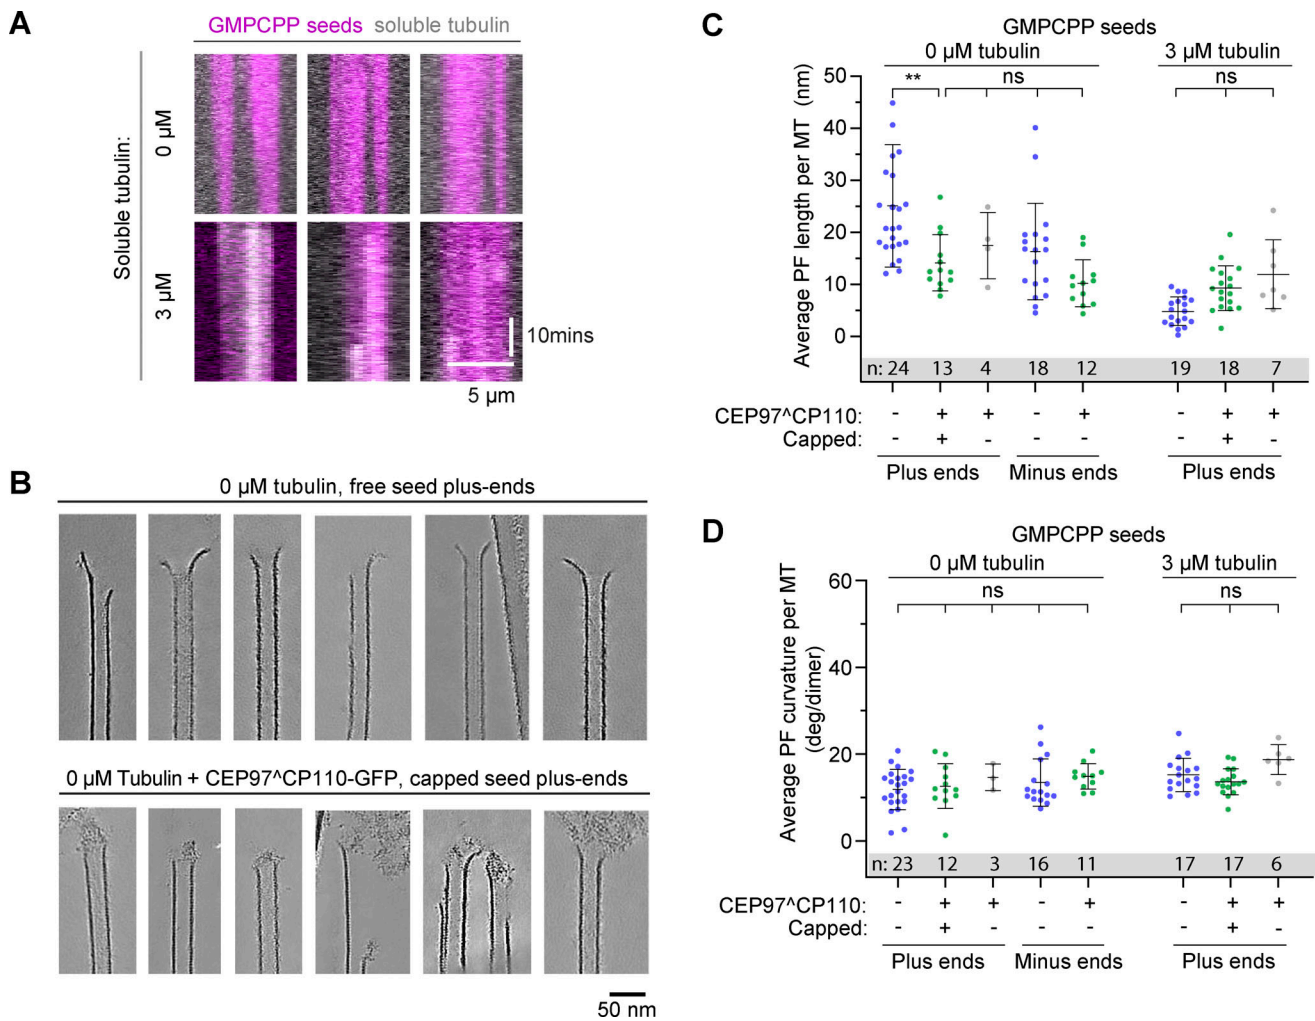 A
GMPCPP seeds soluble tubulin
Soluble tubulin:
0 µM
3 µM
10mins
5 µm
B
0 µM tubulin, free seed plus-ends
0 µM Tubulin + CEP97^CP110-GFP, capped seed plus-ends
50 nm
C
GMPCPP seeds
0 µM tubulin
3 µM tubulin
** ns ns
Average PF length per MT (nm)
50
40
30
20
10
0
n: 24 13 4 18 12 19 18 7
CEP97^CP110: - + + - + - + +
Capped: - + - - - - + -
Plus ends Minus ends Plus ends
D
GMPCPP seeds
0 µM tubulin
3 µM tubulin
ns ns
Average PF curvature per MT
(deg/dimer)
60
40
20
0
n: 23 12 3 16 11 17 17 6
CEP97^CP110: - + + - + - + +
Capped: - + - - - - + -
Plus ends Minus ends Plus ends